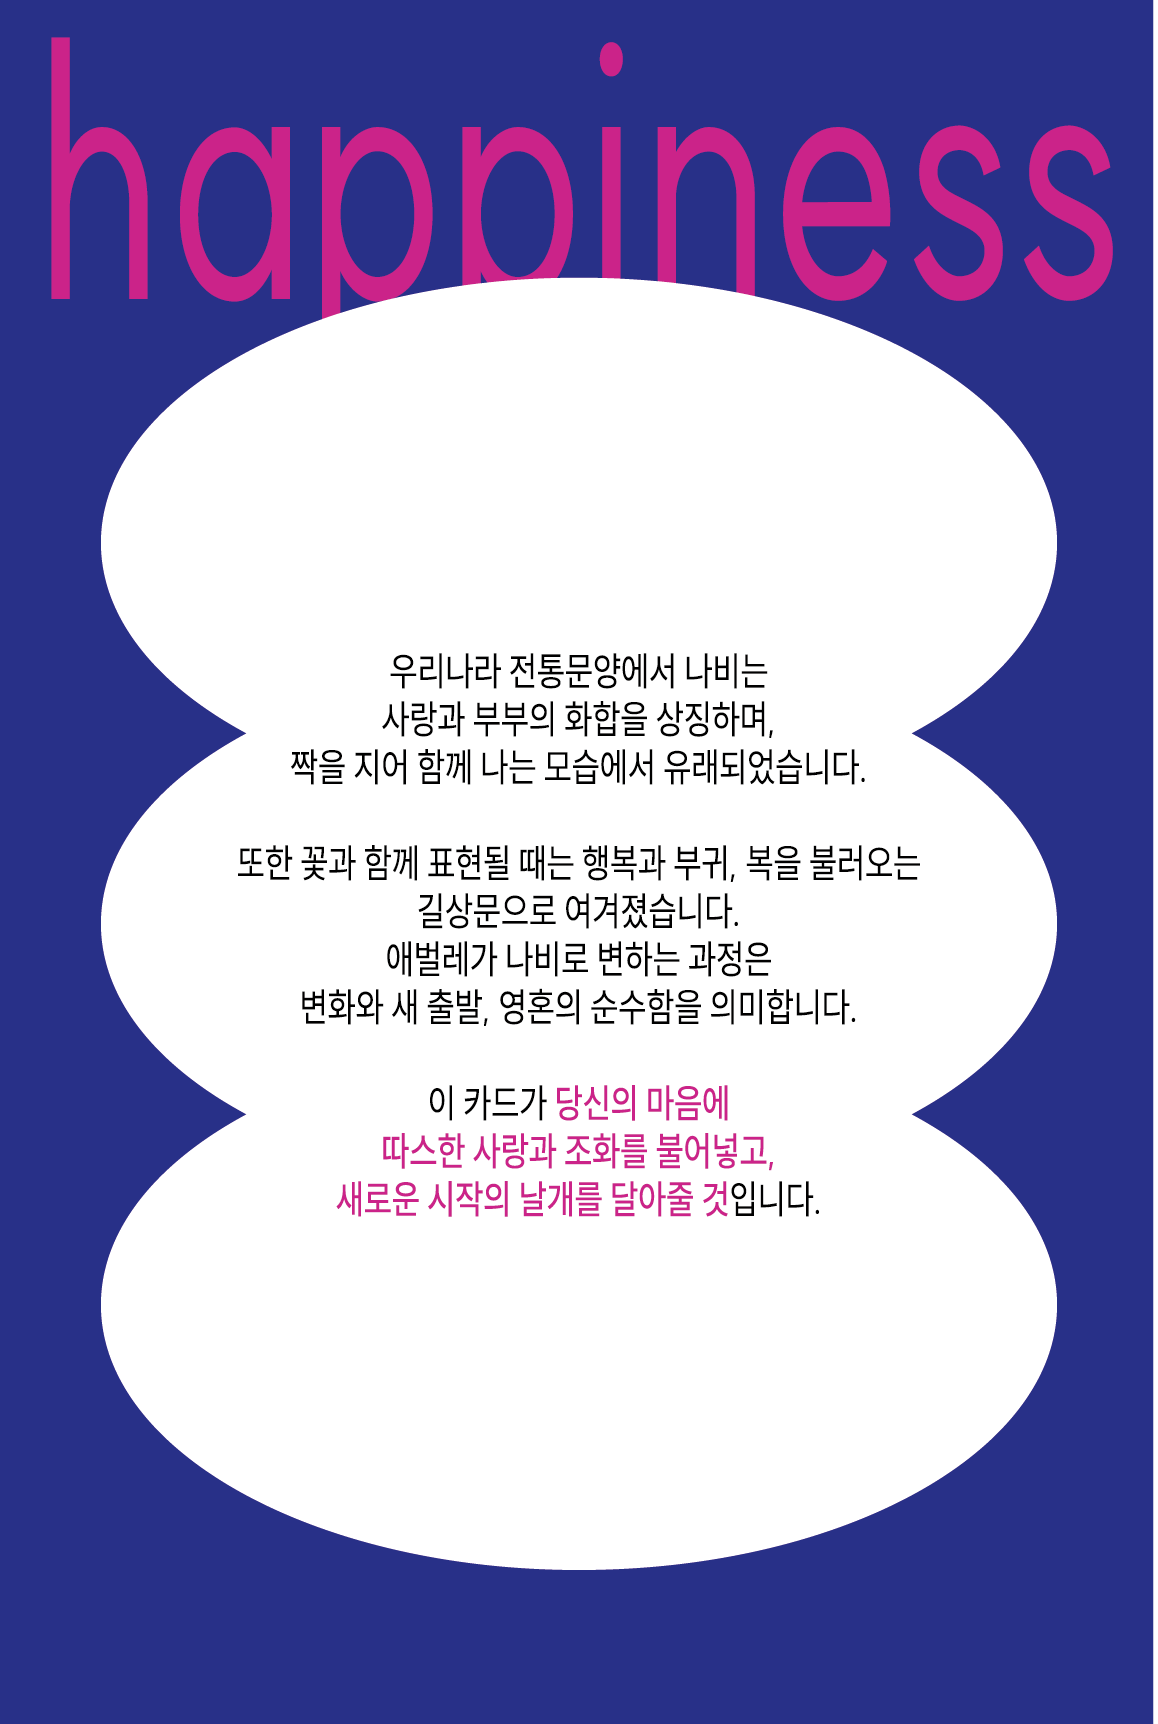 happiness
우리나라 전통문양에서 나비는
사랑과 부부의 화합을 상징하며,
짝을 지어 함께 나는 모습에서 유래되었습니다.
또한 꽃과 함께 표현될 때는 행복과 부귀, 복을 불러오는
길상문으로 여겨졌습니다.
애벌레가 나비로 변하는 과정은
변화와 새 출발, 영혼의 순수함을 의미합니다.
이 카드가 당신의 마음에
따스한 사랑과 조화를 불어넣고,
새로운 시작의 날개를 달아줄 것입니다.